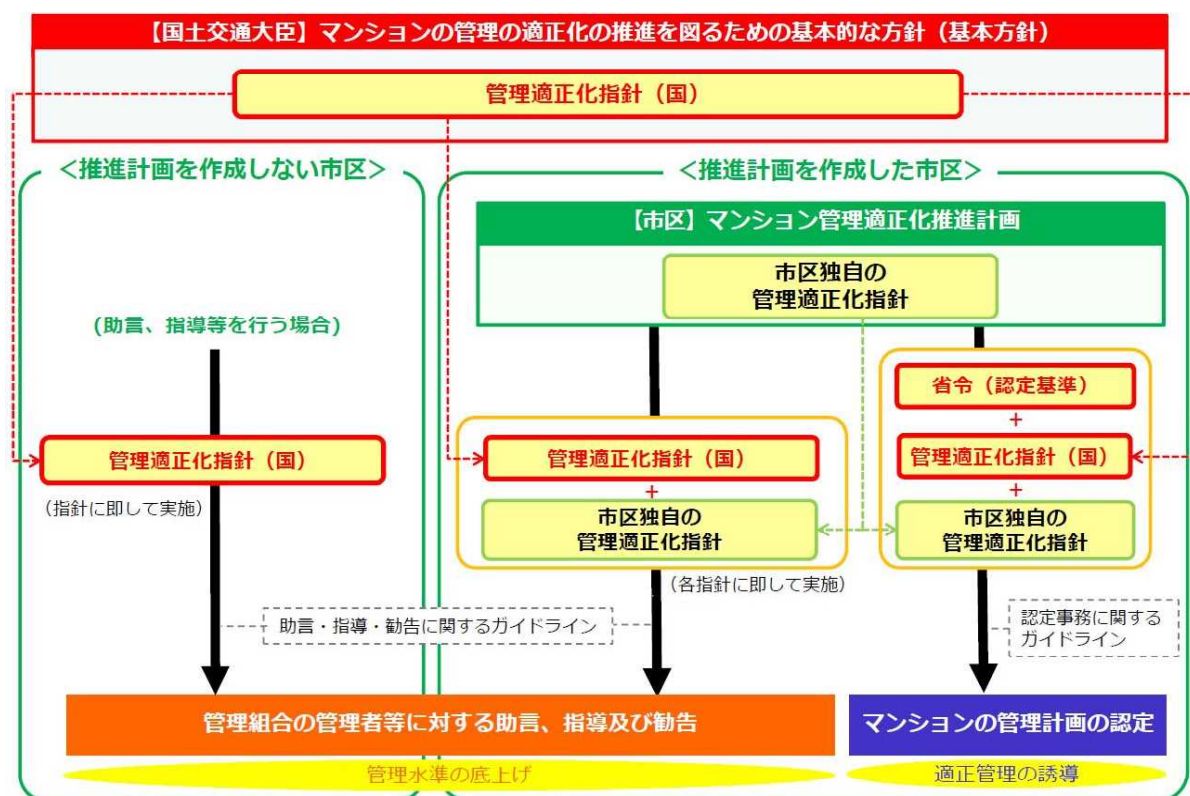 【国土交通大臣】マンションの管理の適正化の推進を図るための基本的な方針（基本方針）
管理適正化指針（国）
＜推進計画を作成しない市区＞
＜推進計画を作成した市区＞
【市区】マンション管理適正化推進計画
市区独自の
管理適正化指針
(助言、指導等を行う場合)
省令（認定基準）
+
管理適正化指針（国）
管理適正化指針（国）
管理適正化指針（国）
（指針に即して実施）
+
+
市区独自の
管理適正化指針
市区独自の
管理適正化指針
（各指針に即して実施）
助言・指導・勧告に関するガイドライン
認定事務に関する
ガイドライン
管理組合の管理者等に対する助言、指導及び勧告
マンションの管理計画の認定
管理水準の底上げ
適正管理の誘導